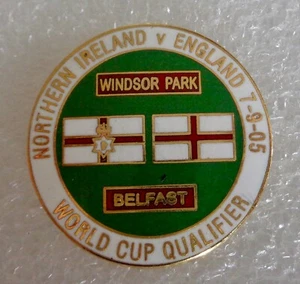 NORTHERN IRELAND v ENGLAND 7-9-05
WINDSOR PARK
BELFAST
WORLD CUP QUALIFIER